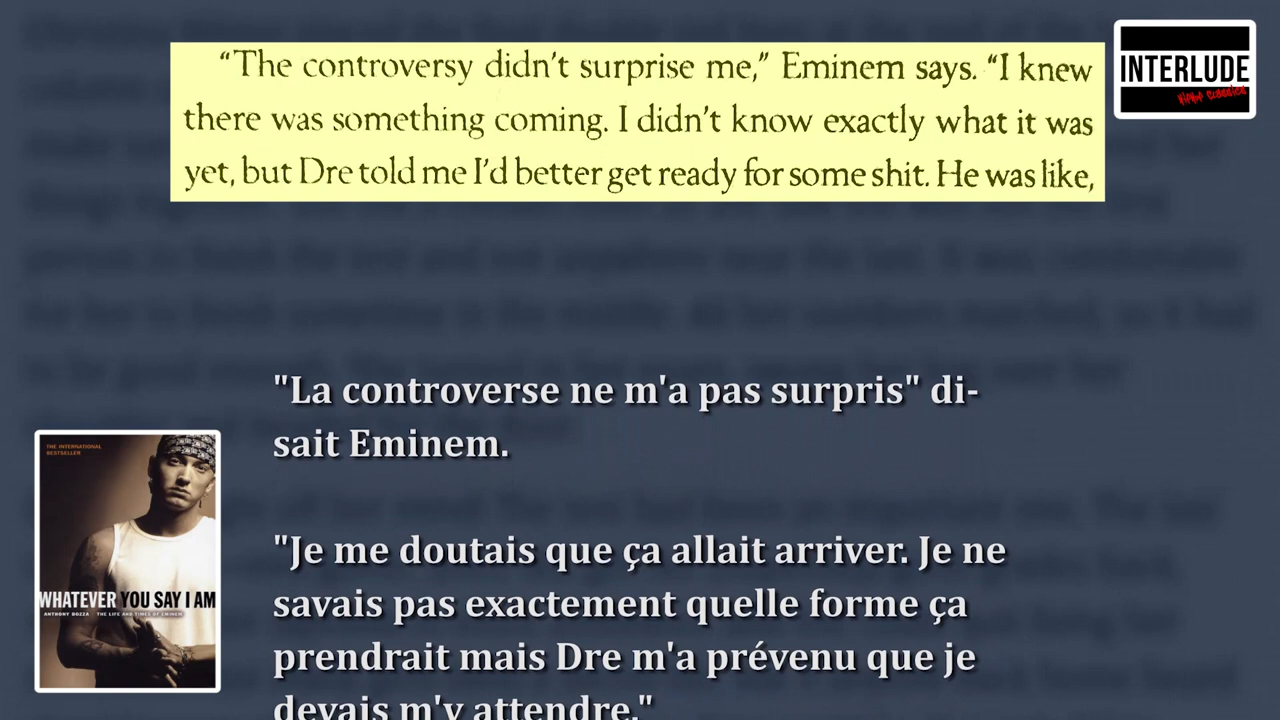 “The controversy didn’t surprise me,” Eminem says. “I knew
there was something coming. I didn’t know exactly what it was
yet, but Dre told me I’d better get ready for some shit. He was like,
INTERLUDE
HIPHOP CLASSICS
"La controverse ne m'a pas surpris" di-
sait Eminem.
"Je me doutais que ça allait arriver. Je ne
savais pas exactement quelle forme ça
prendrait mais Dre m'a prévenu que je
devais m'y attendre."
THE INTERNATIONAL
BESTSELLER
WHATEVER YOU SAY I AM
ANTHONY BOZZA THE LIFE AND TIMES OF EMINEM